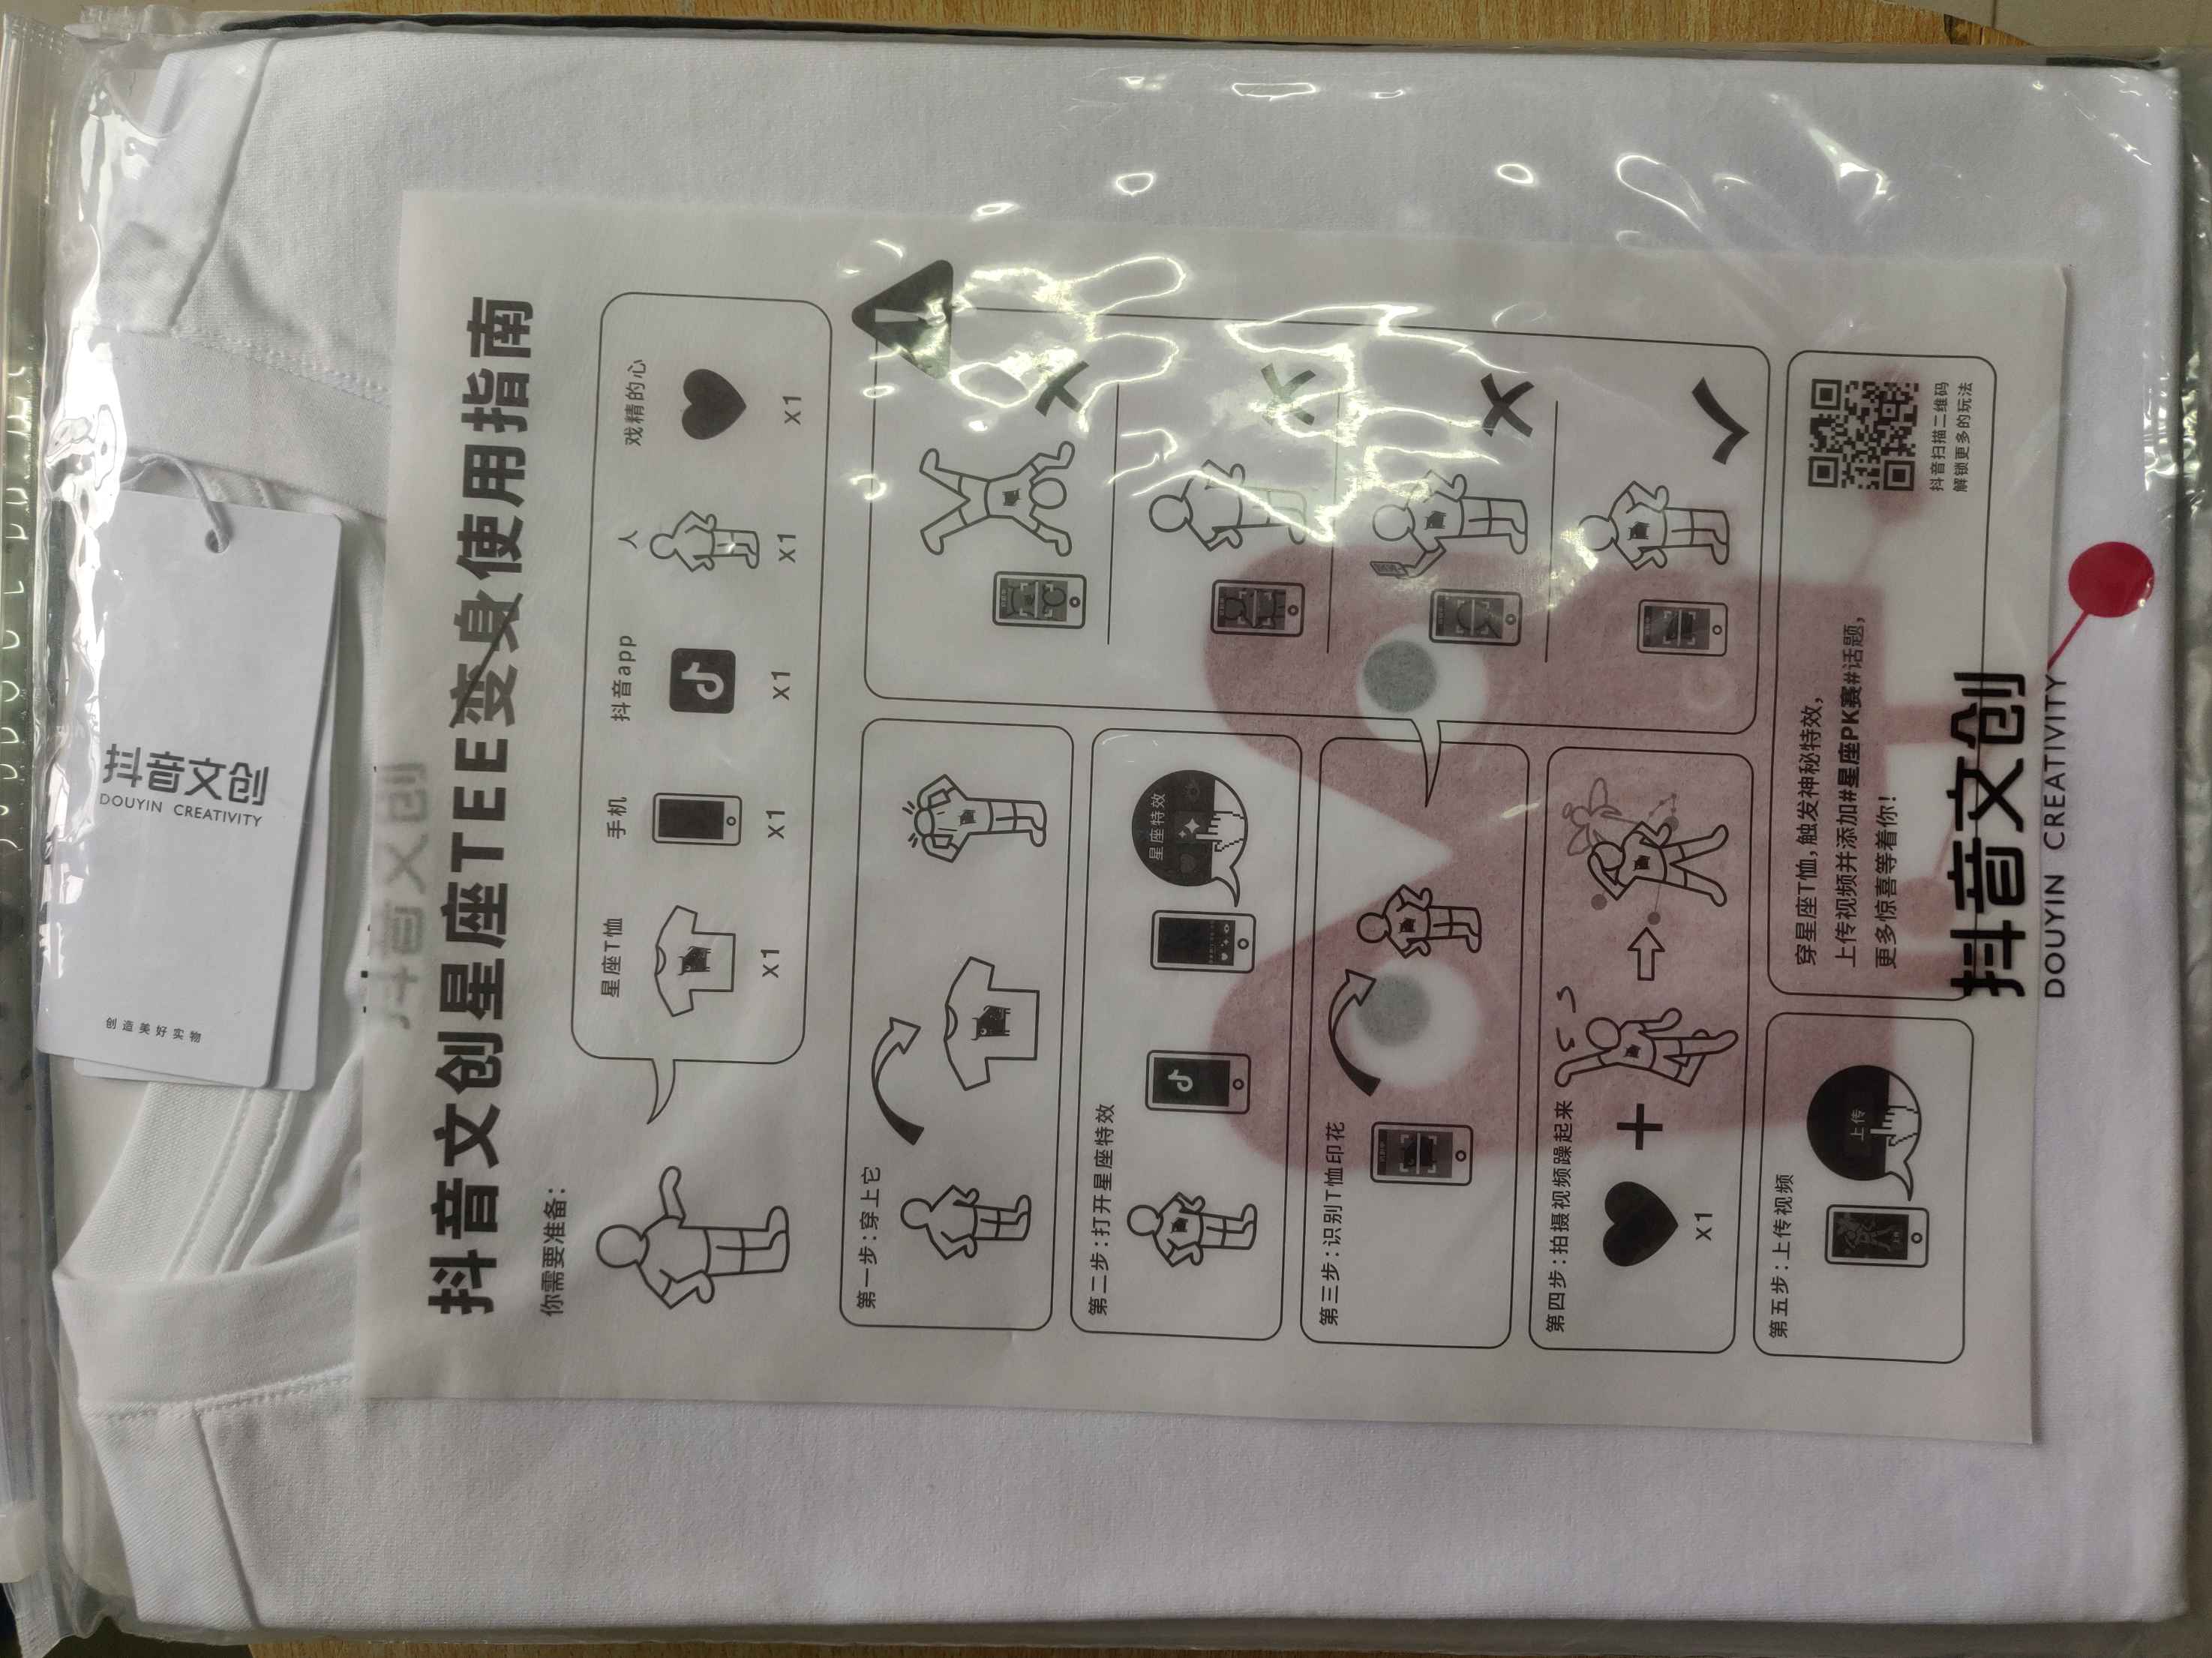 抖音文创
DOUYIN CREATIVITY
创造美好实物
抖音文创
抖音文创星座TEE变身使用指南
你需要准备：
星座T恤
手机
抖音app
人
戏精的心
X1
X1
X1
X1
X1
第一步：穿上它
第二步：打开星座特效
星座特效
第三步：识别T恤印花
第四步：拍摄视频躁起来
X1
第五步：上传视频
上传
穿星座T恤，触发神秘特效，
上传视频并添加#星座PK赛#话题，
更多惊喜等着你！
抖音扫描二维码
解锁更多的玩法
抖音文创
DOUYIN CREATIVITY